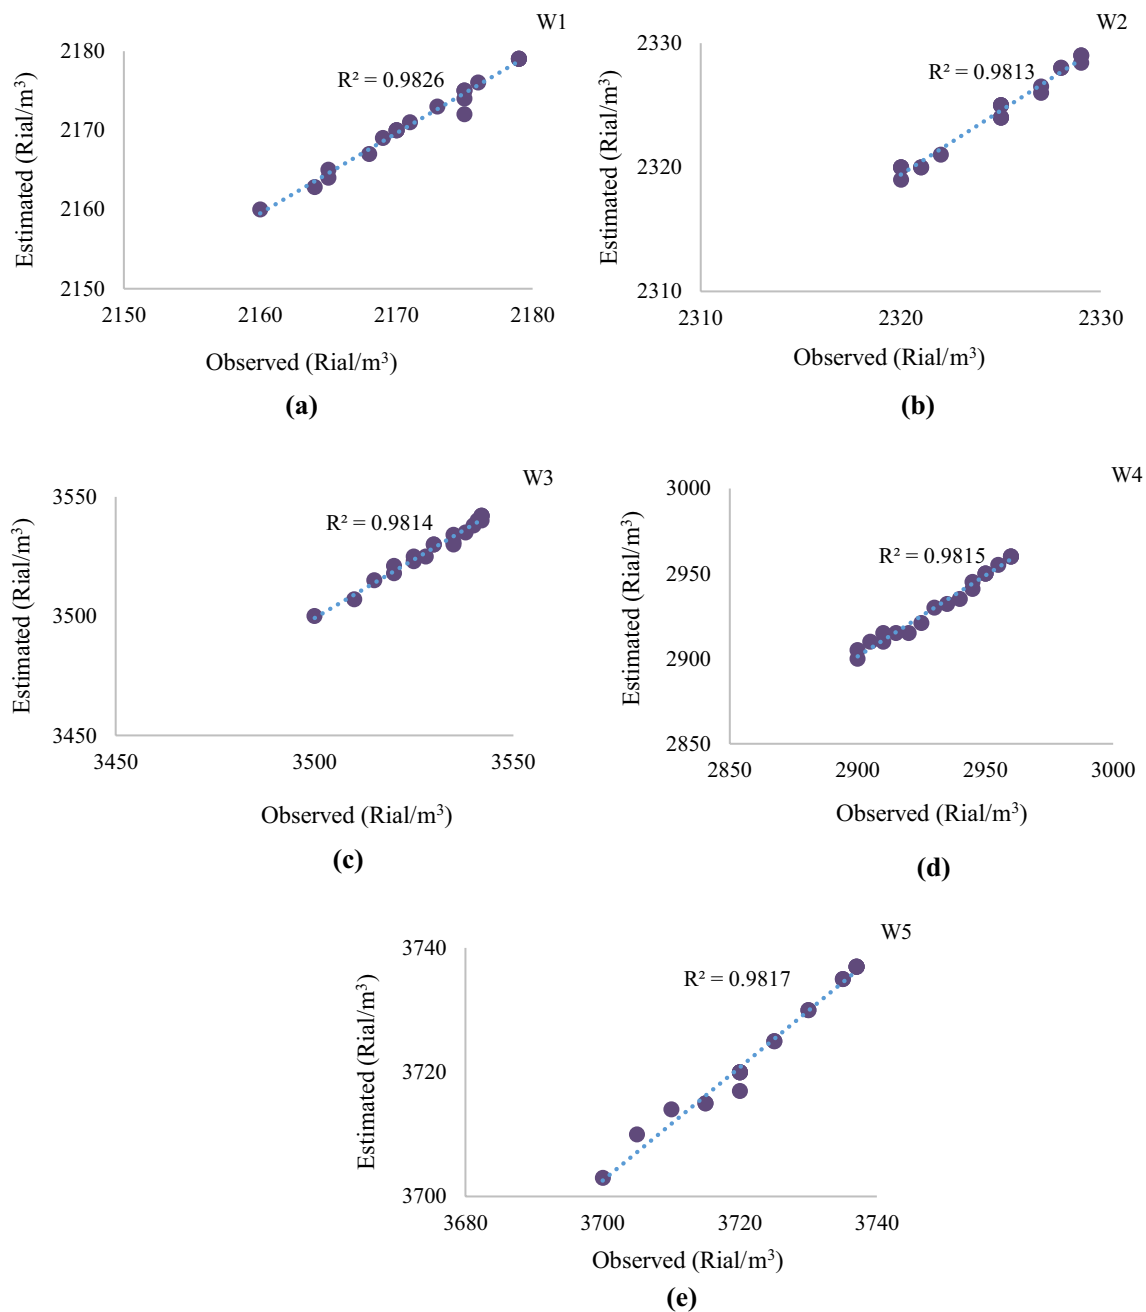 W1
2180
R² = 0.9826
2170
2160
2150
Estimated (Rial/m³)
2150 2160 2170 2180
Observed (Rial/m³)
(a)
W2
2330
R² = 0.9813
2320
2310
Estimated (Rial/m³)
2310 2320 2330
Observed (Rial/m³)
(b)
W3
3550
R² = 0.9814
3500
3450
Estimated (Rial/m³)
3450 3500 3550
Observed (Rial/m³)
(c)
W4
3000
R² = 0.9815
2950
2900
2850
Estimated (Rial/m³)
2850 2900 2950 3000
Observed (Rial/m³)
(d)
W5
3740
R² = 0.9817
3720
3700
Estimated (Rial/m³)
3680 3700 3720 3740
Observed (Rial/m³)
(e)